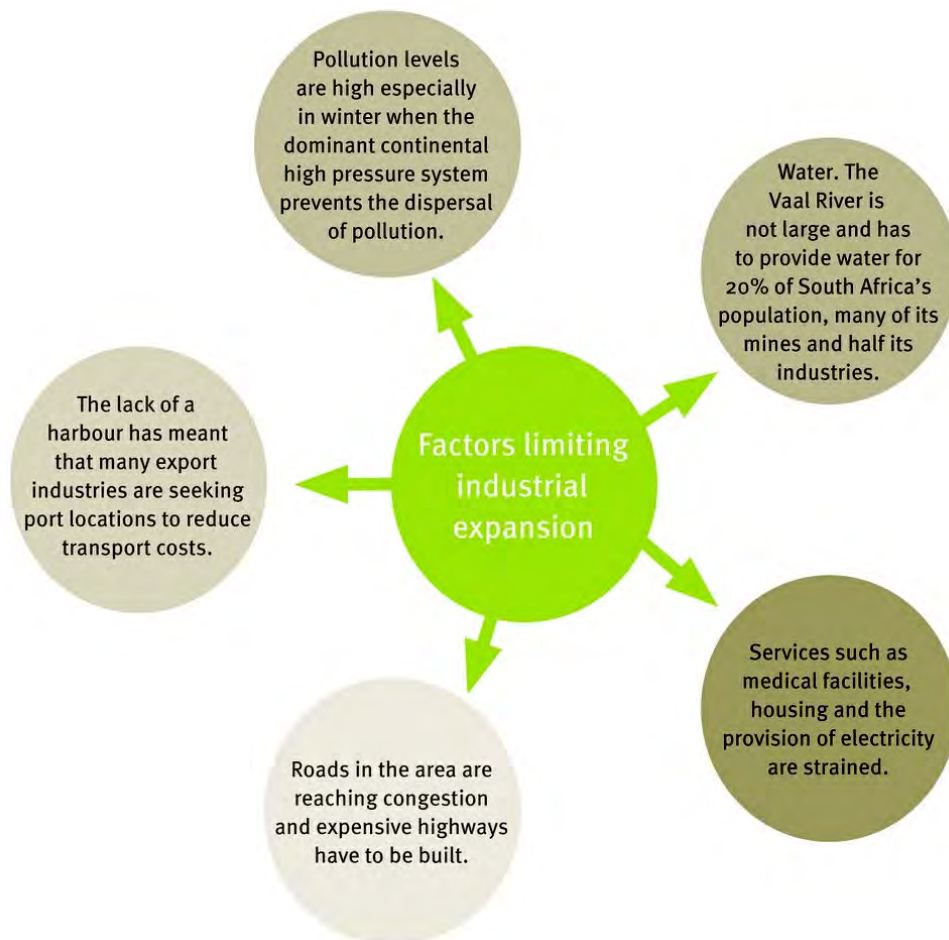 Pollution levels
are high especially
in winter when the
dominant continental
high pressure system
prevents the dispersal
of pollution.
Water. The
Vaal River is
not large and has
to provide water for
20% of South Africa's
population, many of its
mines and half its
industries.
Factors limiting
industrial
expansion
The lack of a
harbour has meant
that many export
industries are seeking
port locations to reduce
transport costs.
Services such as
medical facilities,
housing and the
provision of electricity
are strained.
Roads in the area are
reaching congestion
and expensive highways
have to be built.